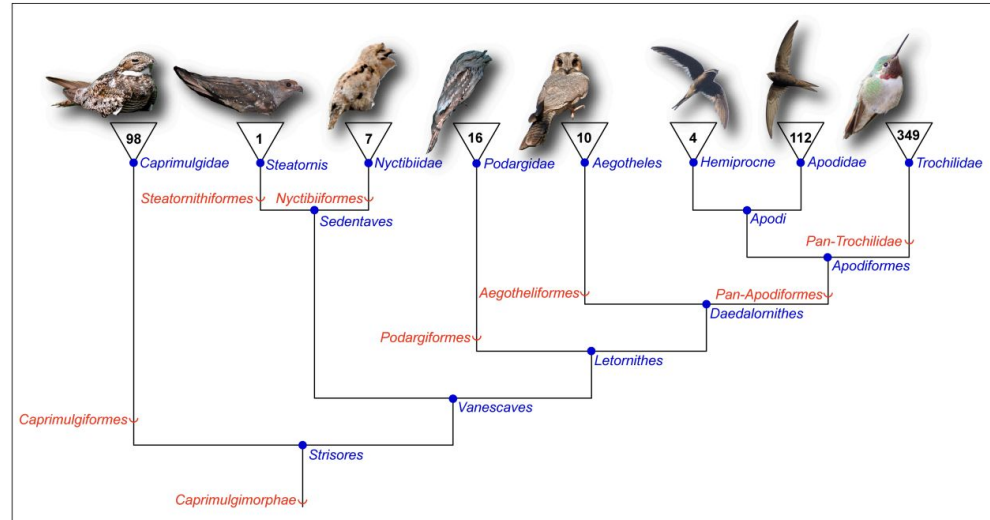 98
1
7
16
10
4
112
349
Caprimulgidae
Steatornis
Nyctibiidae
Podargidae
Aegotheles
Hemiprocne
Apodidae
Trochilidae
Steatornithiformes
Nyctibiiformes
Sedentaves
Apodi
Pan-Trochilidae
Apodiformes
Aegotheliformes
Pan-Apodiformes
Daedalornithes
Podargiformes
Letornithes
Vanescaves
Caprimulgiformes
Strisores
Caprimulgimorphae